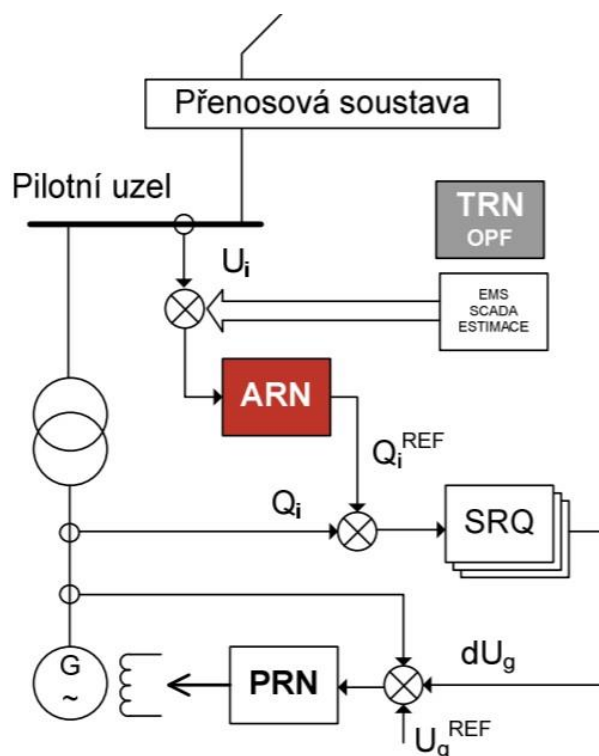 Přenosová soustava
Pilotní uzel
TRN
OPF
Ui
EMS
SCADA
ESTIMACE
ARN
QiREF
Qi
SRQ
G
~
PRN
dUg
UgREF